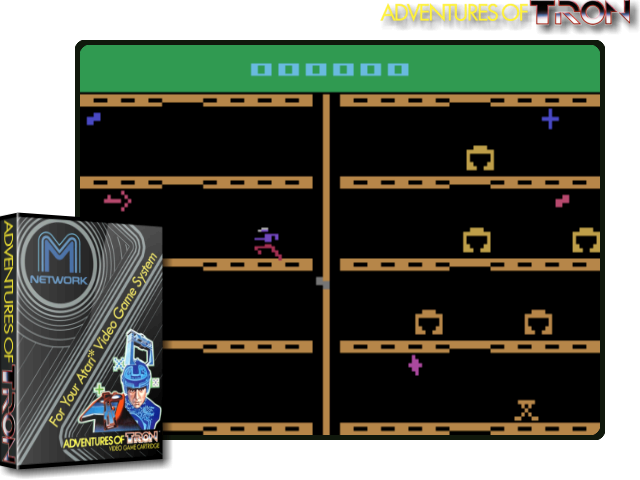 ADVENTURES OF TRON
000000
ADVENTURES OF TRON
M
NETWORK
For Your Atari* Video Game System
ADVENTURES OF TRON
VIDEO GAME CARTRIDGE